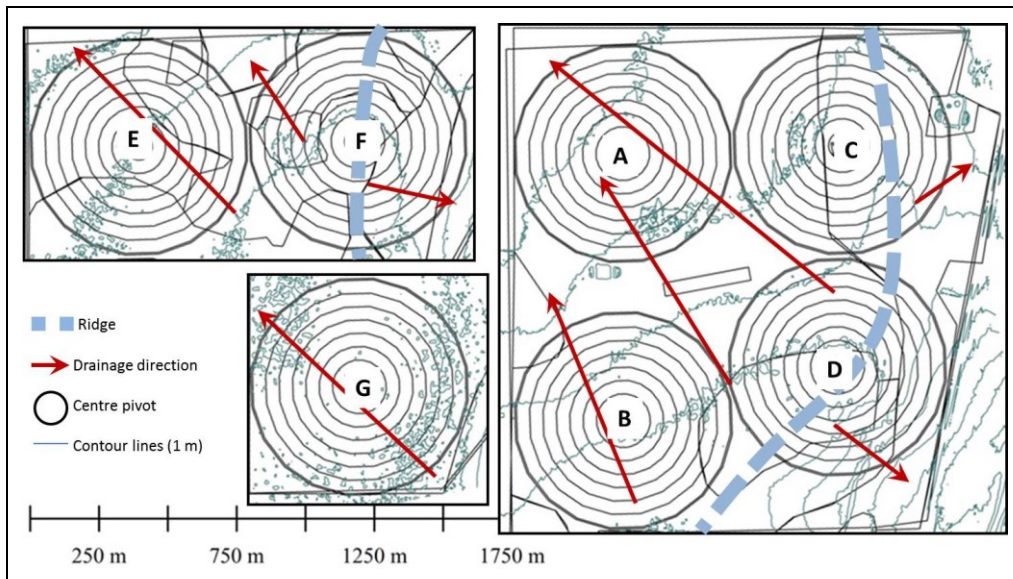 E
F
A
C
Ridge
Drainage direction
Centre pivot
Contour lines (1 m)
G
B
D
250 m
750 m
1250 m
1750 m